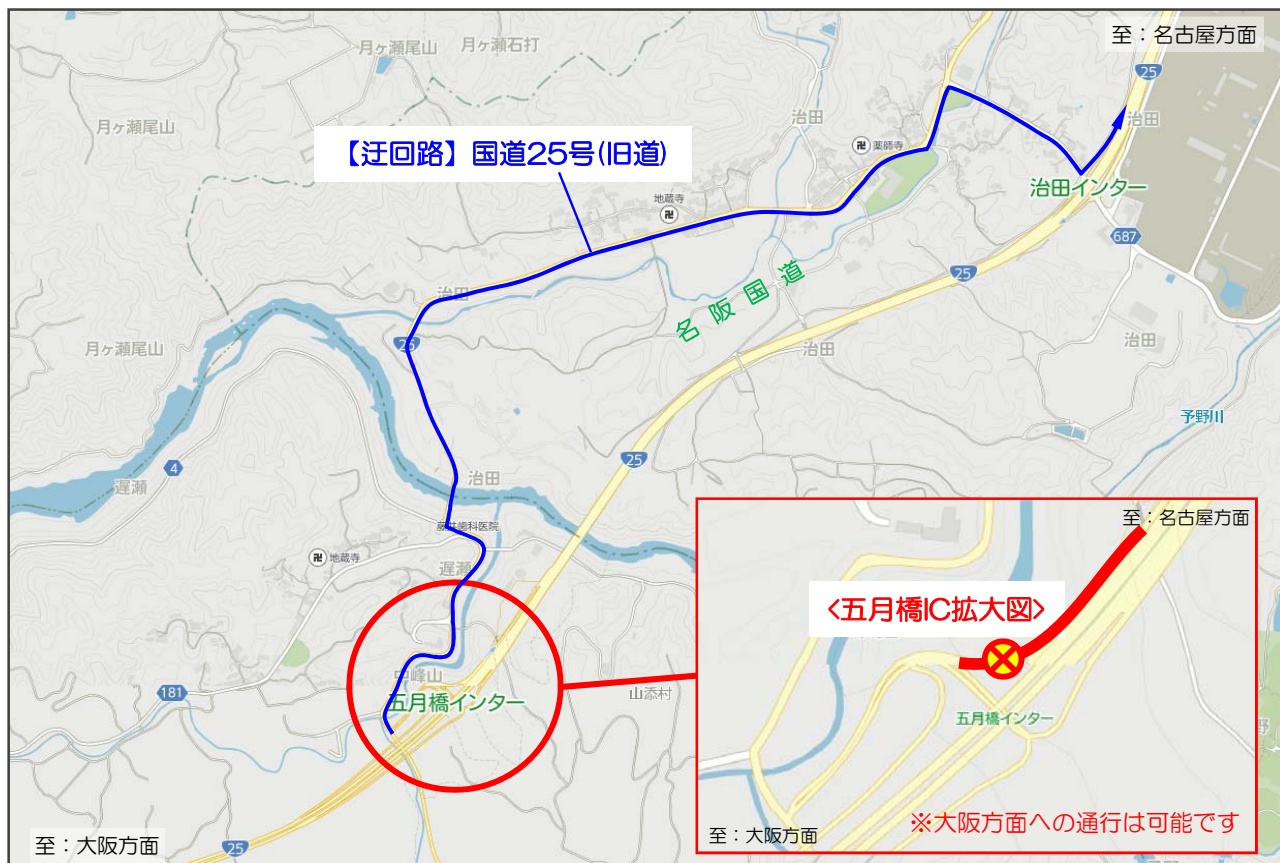 至：名古屋方面
月ヶ瀬尾山
月ヶ瀬石打
25
月ヶ瀬尾山
治田
治田
【迂回路】国道25号(旧道)
薬師寺
治田インター
地蔵寺
687
名阪国道
25
治田
25
月ヶ瀬尾山
治田
治田
予野川
4
25
遅瀬
治田
藤井歯科医院
至：名古屋方面
地蔵寺
遅瀬
<五月橋IC拡大図>
中峰山
181
五月橋インター
山添村
五月橋インター
野
※大阪方面への通行は可能です
至：大阪方面
至：大阪方面
25